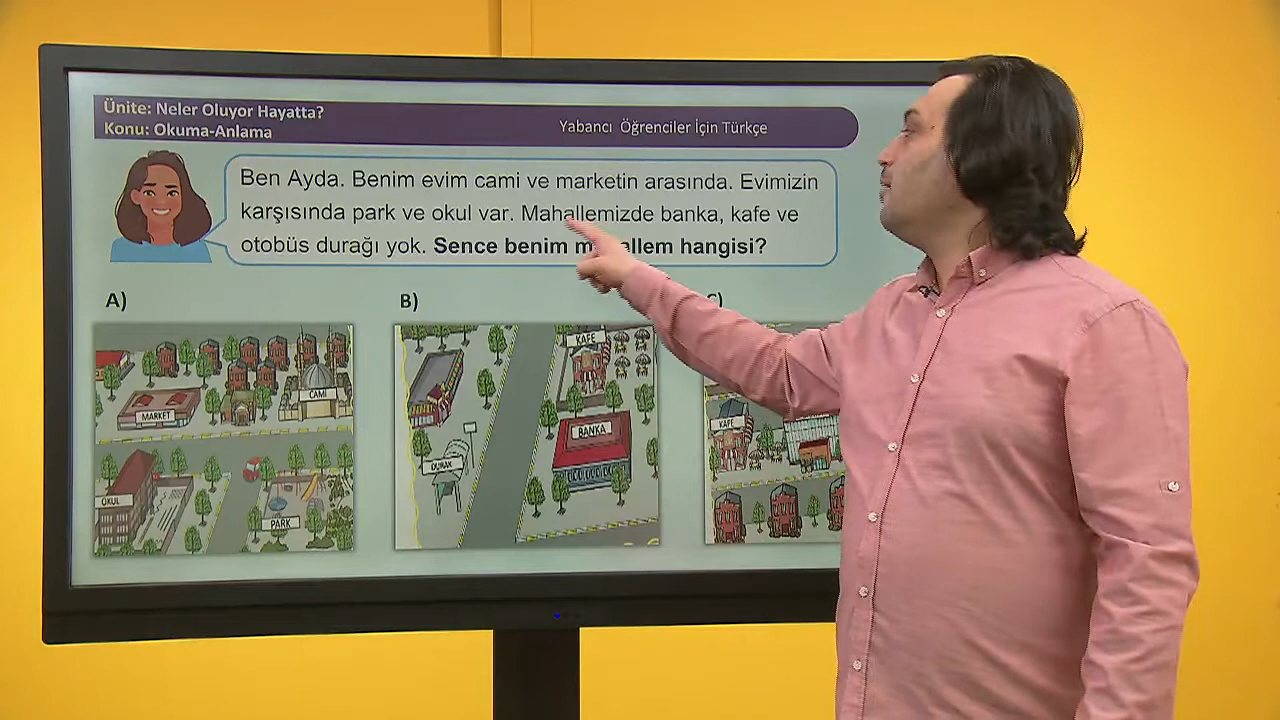 Ünite: Neler Oluyor Hayatta?
Konu: Okuma-Anlama
Yabancı Öğrenciler İçin Türkçe
Ben Ayda. Benim evim cami ve marketin arasında. Evimizin
karşısında park ve okul var. Mahallemizde banka, kafe ve
otobüs durağı yok. Sence benim mahallem hangisi?
A)
B)
C)
MARKET
CAMİ
OKUL
PARK
KAFE
BANKA
DURAK
KAFE